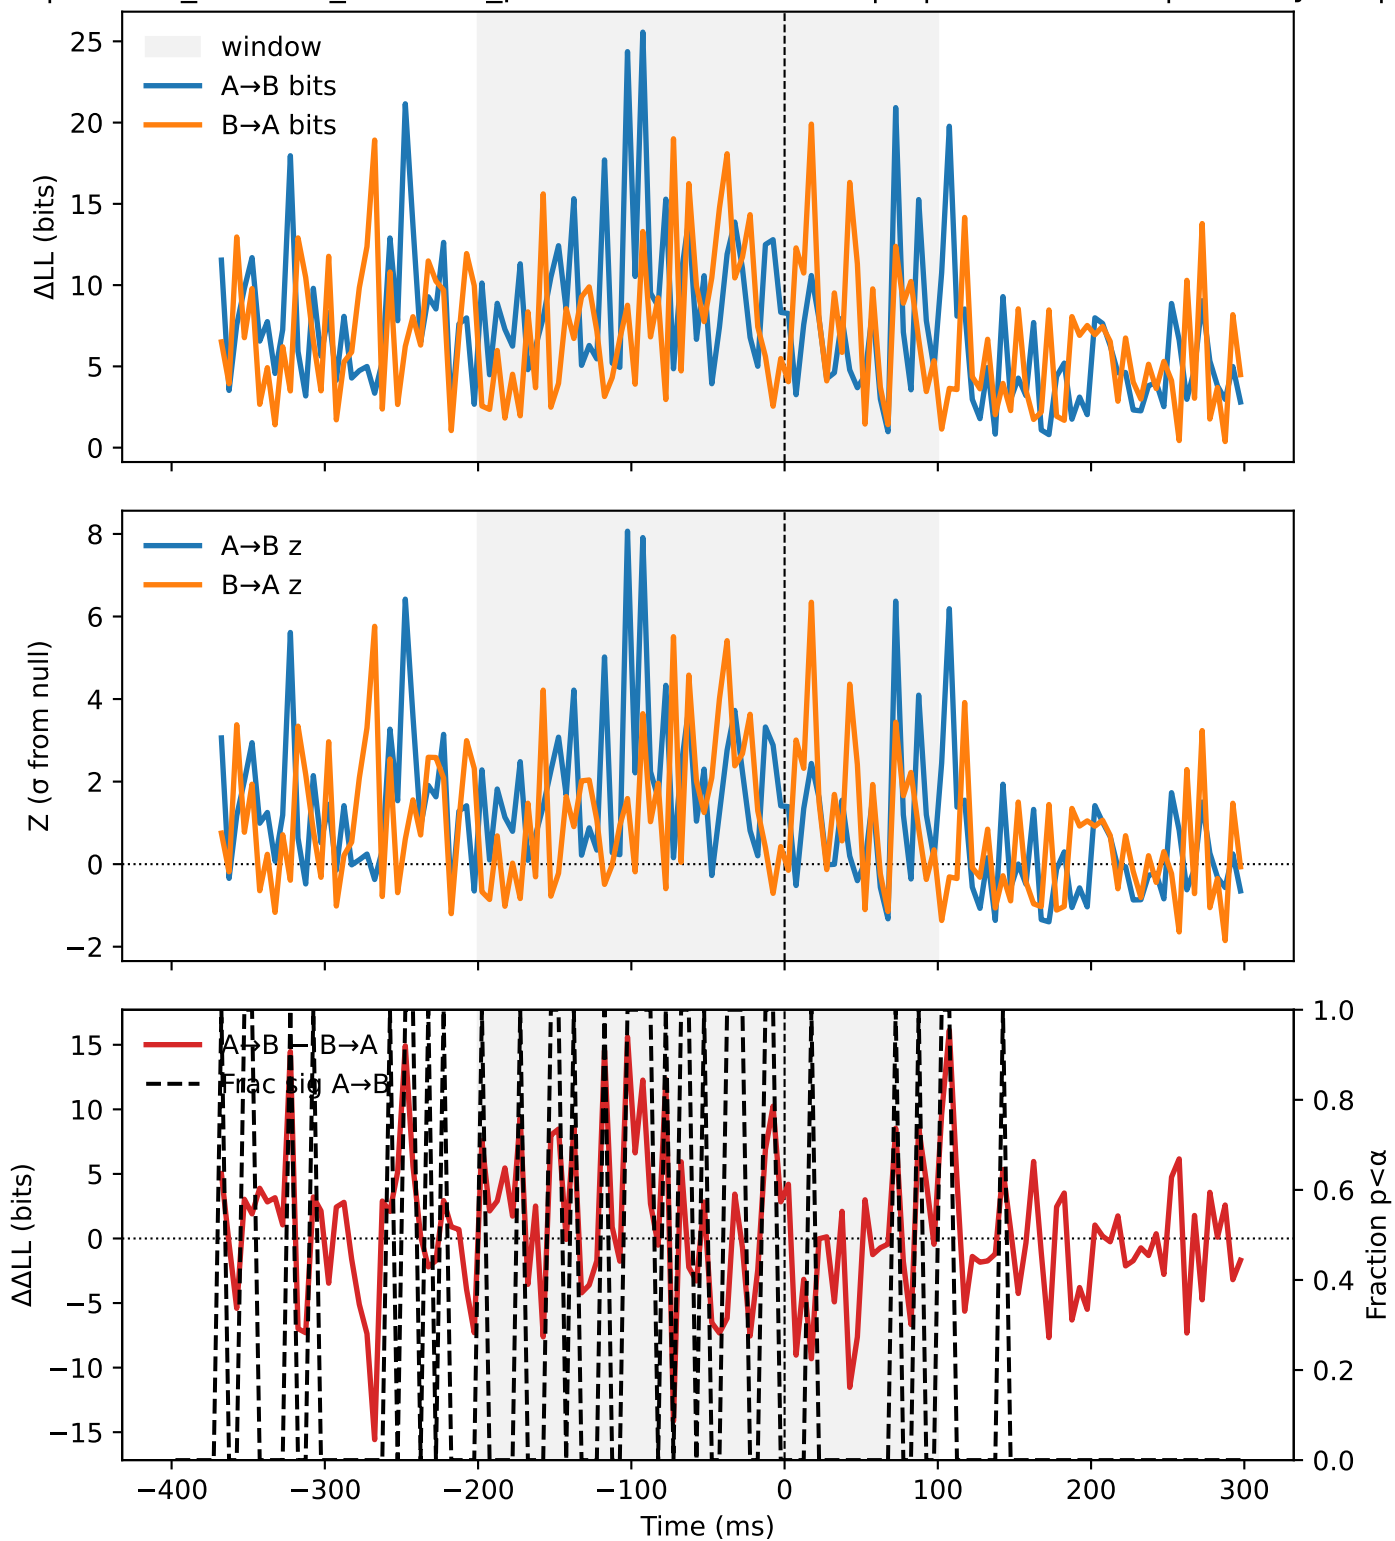 25
20
15
10
5
0
ΔLL (bits)
window
A→B bits
B→A bits
8
6
4
2
0
−2
Z (σ from null)
A→B z
B→A z
15
10
5
0
−5
−10
−15
ΔΔLL (bits)
A→B − B→A
Frac sig A→B
1.0
0.8
0.6
0.4
0.2
0.0
Fraction p<α
−400
−300
−200
−100
0
100
200
300
Time (ms)